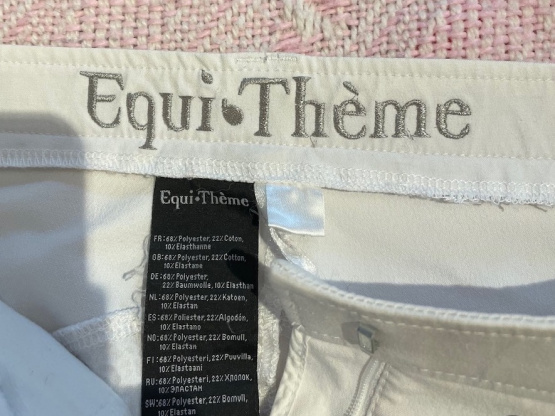 Equi•Thème
Equi•Thème
FR:68% Polyester, 22% Coton,
10% Elasthanne
GB:68% Polyester, 22% Cotton,
10% Elastane
DE:68% Polyester,
22% Baumwolle, 10% Elasthan
NL:68% Polyester, 22% Katoen,
10% Elastan
ES:68% Poliester, 22% Algodón,
10% Elastano
NO:68% Polyester, 22% Bomull,
10% Elastan
FI:68% Polyesteri, 22% Puuvilla,
10% Elastaani
RU:68% Polyesteri, 22% Хлопок,
10% ЭЛАСТАН
SW:68% Polyester, 22% Bomull,
10% Elastan